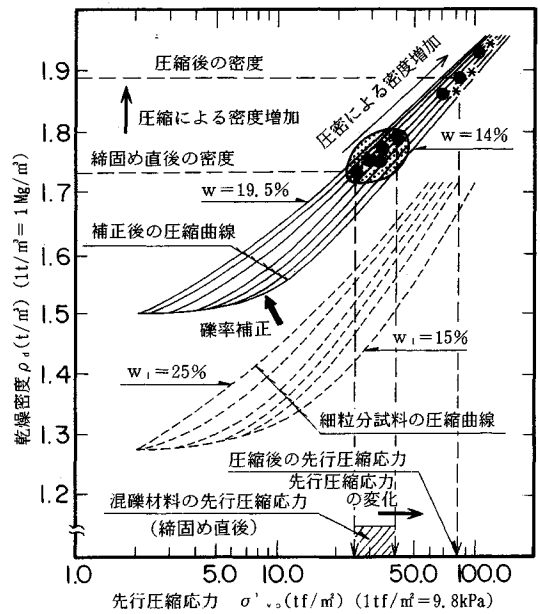 圧縮後の密度
圧縮による密度増加
締固め直後の密度
圧密による密度増加
w=14%
w=19.5%
補正後の圧縮曲線
礫率補正
w₁=25%
w₁=15%
細粒分試料の圧縮曲線
圧縮後の先行圧縮応力
先行圧縮応力
の変化
混礫材料の先行圧縮応力
(締固め直後)
乾燥密度 ρd(t/m³) (1t/m³=1 Mg/m³)
1.9
1.8
1.7
1.6
1.5
1.4
1.3
1.2
1.0 5.0 10.0 50.0 100.0
先行圧縮応力 (tf/m²) (1tf/m²=9.8kPa)